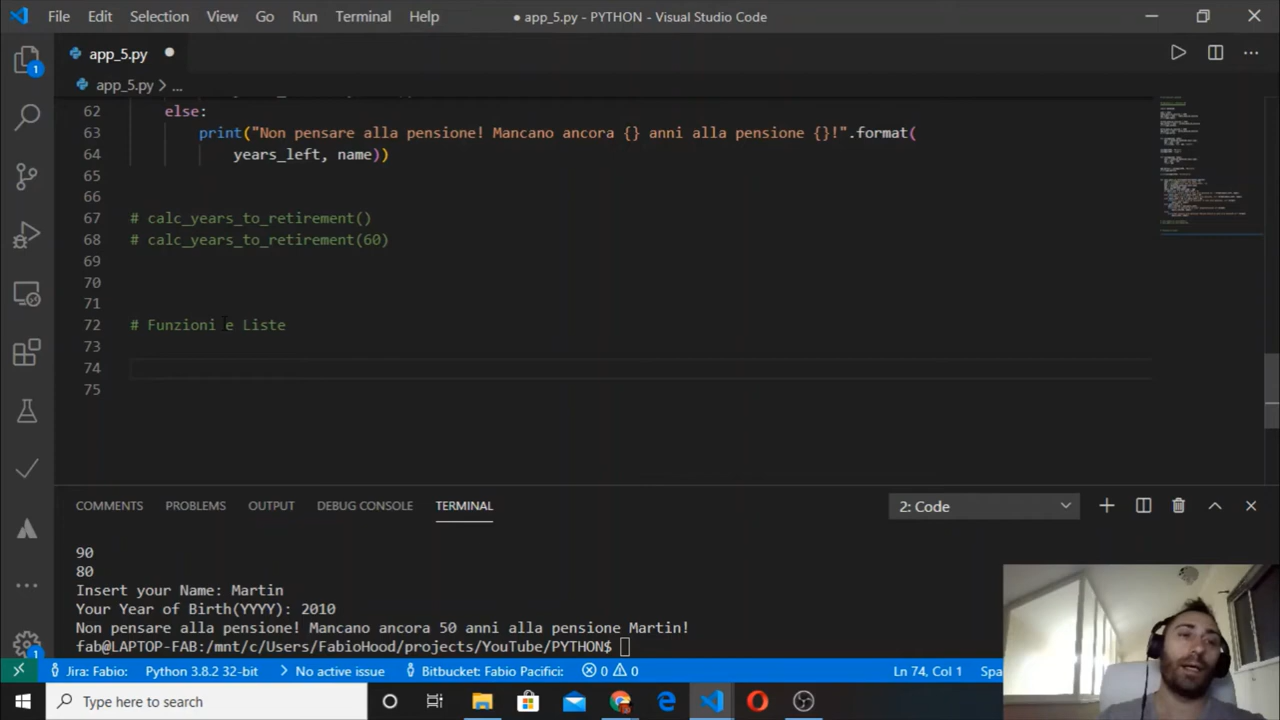 File Edit Selection View Go Run Terminal Help
● app_5.py - PYTHON - Visual Studio Code
app_5.py ●
app_5.py > ...
62 else:
63 print("Non pensare alla pensione! Mancano ancora {} anni alla pensione {}!".format(
64 years_left, name))
65
66
67 # calc_years_to_retirement()
68 # calc_years_to_retirement(60)
69
70
71
72 # Funzioni e Liste
73
74
75
COMMENTS PROBLEMS OUTPUT DEBUG CONSOLE TERMINAL 2: Code
90
80
Insert your Name: Martin
Your Year of Birth(YYYY): 2010
Non pensare alla pensione! Mancano ancora 50 anni alla pensione Martin!
fab@LAPTOP-FAB:/mnt/c/Users/FabioHood/projects/YouTube/PYTHON$
Jira: Fabio: Python 3.8.2 32-bit No active issue Bitbucket: Fabio Pacifici: 0 0 Ln 74, Col 1 Spa
Type here to search